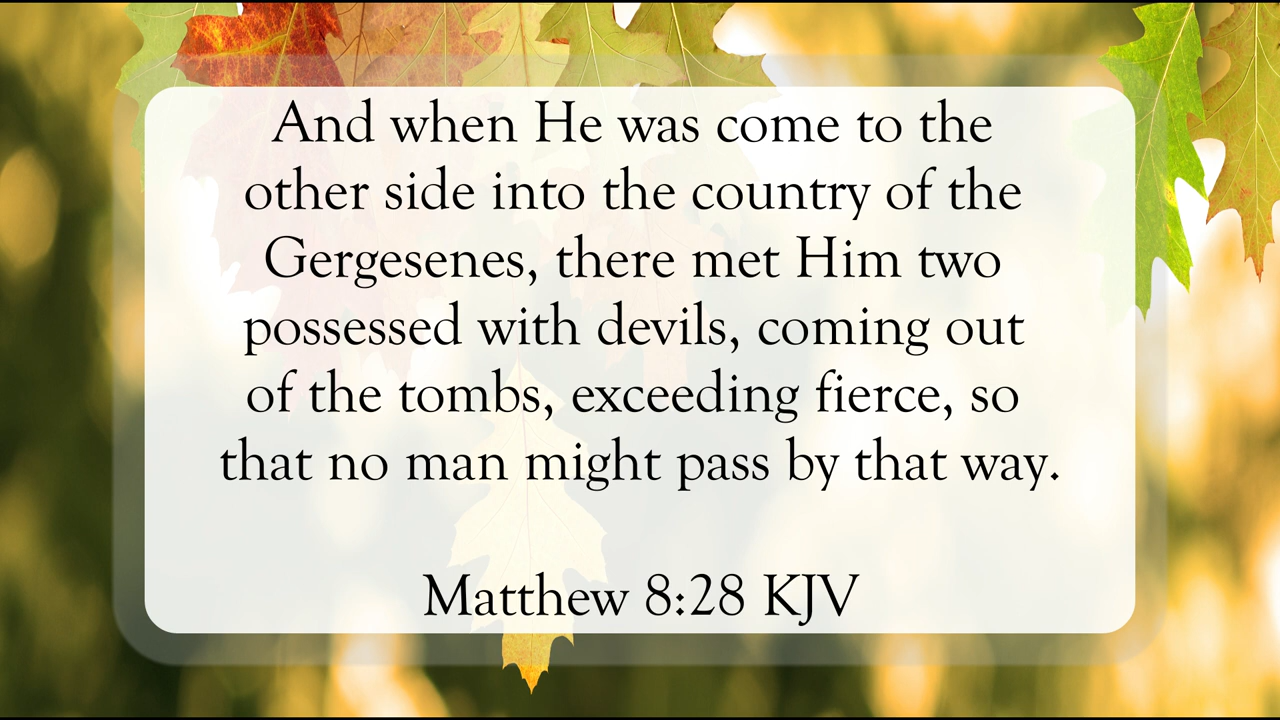 And when He was come to the
other side into the country of the
Gergesenes, there met Him two
possessed with devils, coming out
of the tombs, exceeding fierce, so
that no man might pass by that way.
Matthew 8:28 KJV